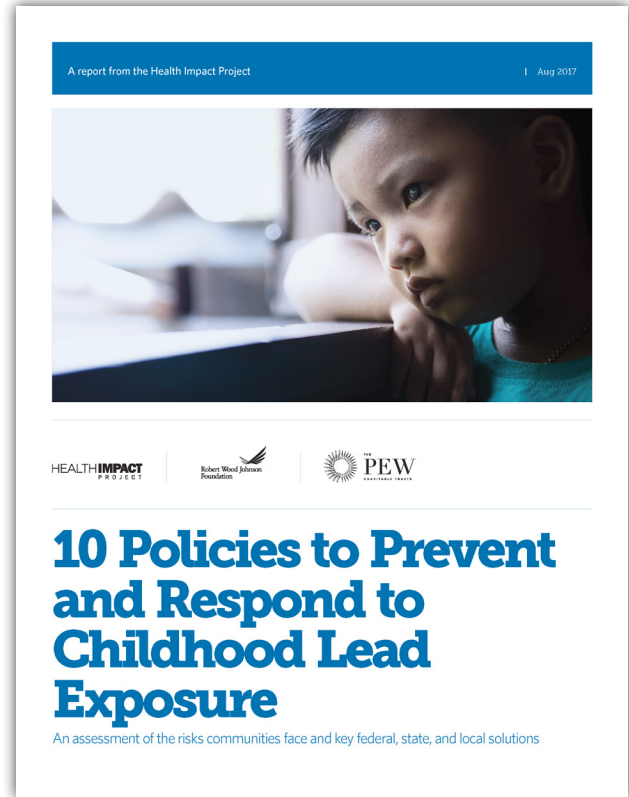 A report from the Health Impact Project | Aug 2017
HEALTH IMPACT
PROJECT
Robert Wood Johnson
Foundation
THE
PEW
CHARITABLE TRUSTS
10 Policies to Prevent
and Respond to
Childhood Lead
Exposure
An assessment of the risks communities face and key federal, state, and local solutions